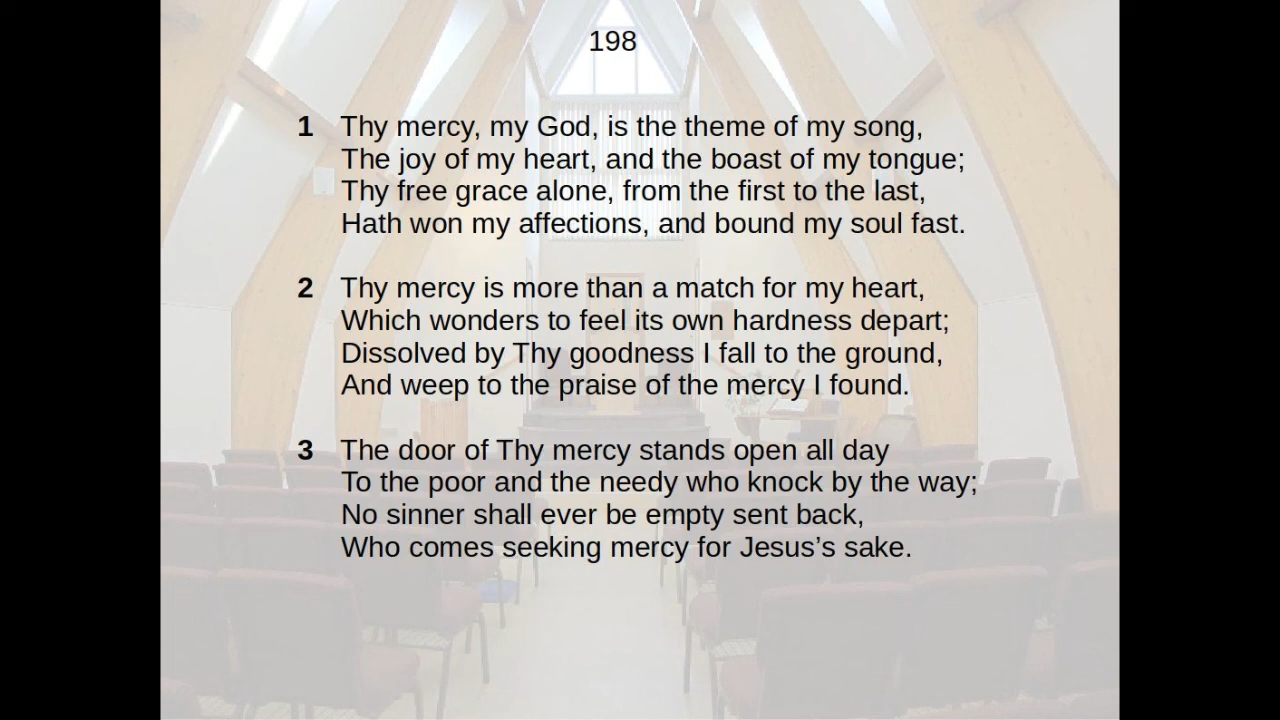 198
1 Thy mercy, my God, is the theme of my song,
The joy of my heart, and the boast of my tongue;
Thy free grace alone, from the first to the last,
Hath won my affections, and bound my soul fast.
2 Thy mercy is more than a match for my heart,
Which wonders to feel its own hardness depart;
Dissolved by Thy goodness I fall to the ground,
And weep to the praise of the mercy I found.
3 The door of Thy mercy stands open all day
To the poor and the needy who knock by the way;
No sinner shall ever be empty sent back,
Who comes seeking mercy for Jesus’s sake.